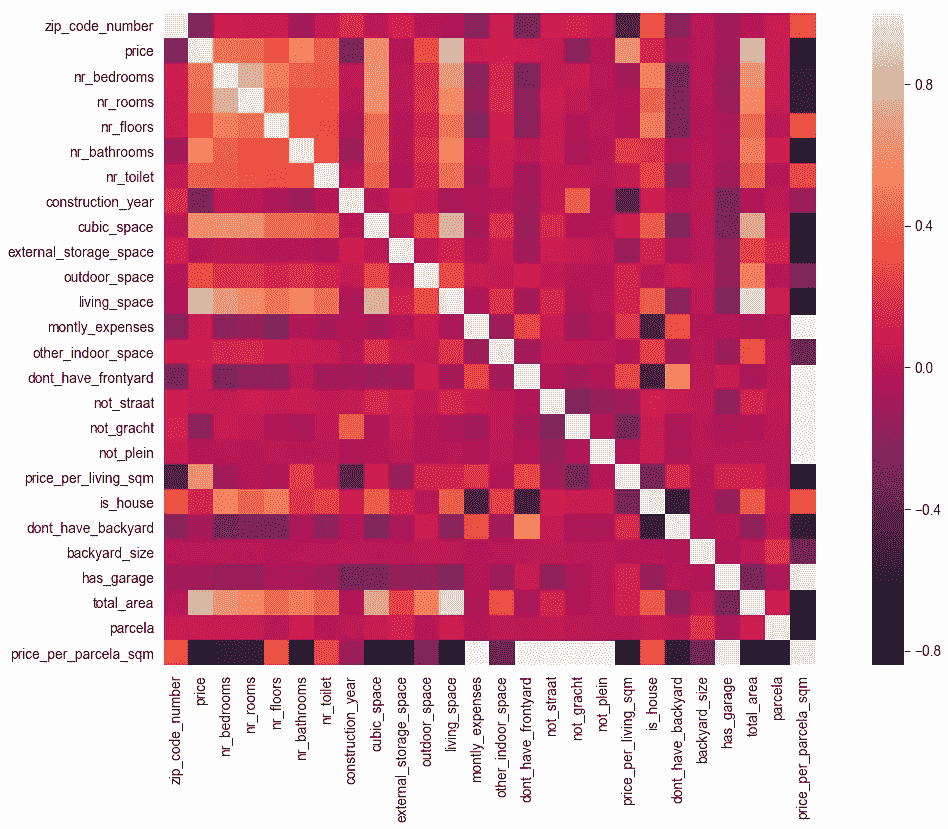 zip_code_number
price
nr_bedrooms
nr_rooms
nr_floors
nr_bathrooms
nr_toilet
construction_year
cubic_space
external_storage_space
outdoor_space
living_space
montly_expenses
other_indoor_space
dont_have_frontyard
not_straat
not_gracht
not_plein
price_per_living_sqm
is_house
dont_have_backyard
backyard_size
has_garage
total_area
parcela
price_per_parcela_sqm
0.8
0.4
0.0
-0.4
-0.8
zip_code_number
price
nr_bedrooms
nr_rooms
nr_floors
nr_bathrooms
nr_toilet
construction_year
cubic_space
external_storage_space
outdoor_space
living_space
montly_expenses
other_indoor_space
dont_have_frontyard
not_straat
not_gracht
not_plein
price_per_living_sqm
is_house
dont_have_backyard
backyard_size
has_garage
total_area
parcela
price_per_parcela_sqm